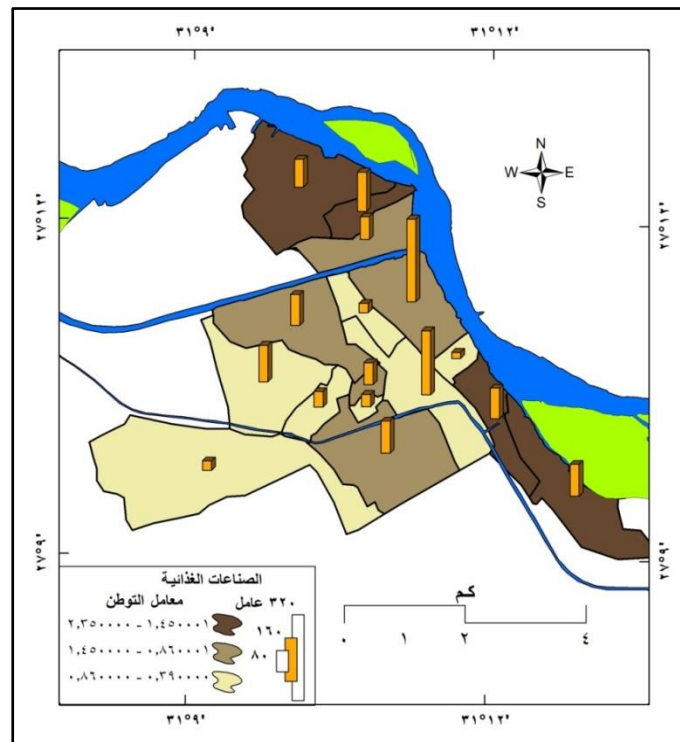 ٣١°٩' ٣١°١٢'
N
W E
S
٢٧°١٢' ٢٧°١٢'
٢٧°٩' ٢٧°٩'
الصناعات الغذائية
معامل التوطن
٣٢٠ عامل
١٦٠
٨٠
١,٤٥٠٠٠١ - ٢,٣٥٠٠٠٠
٠,٨٦٠٠٠١ - ١,٤٥٠٠٠٠
٠,٣٩٠٠٠٠ - ٠,٨٦٠٠٠٠
كم
٠ ١ ٢ ٤
٣١°٩' ٣١°١٢'